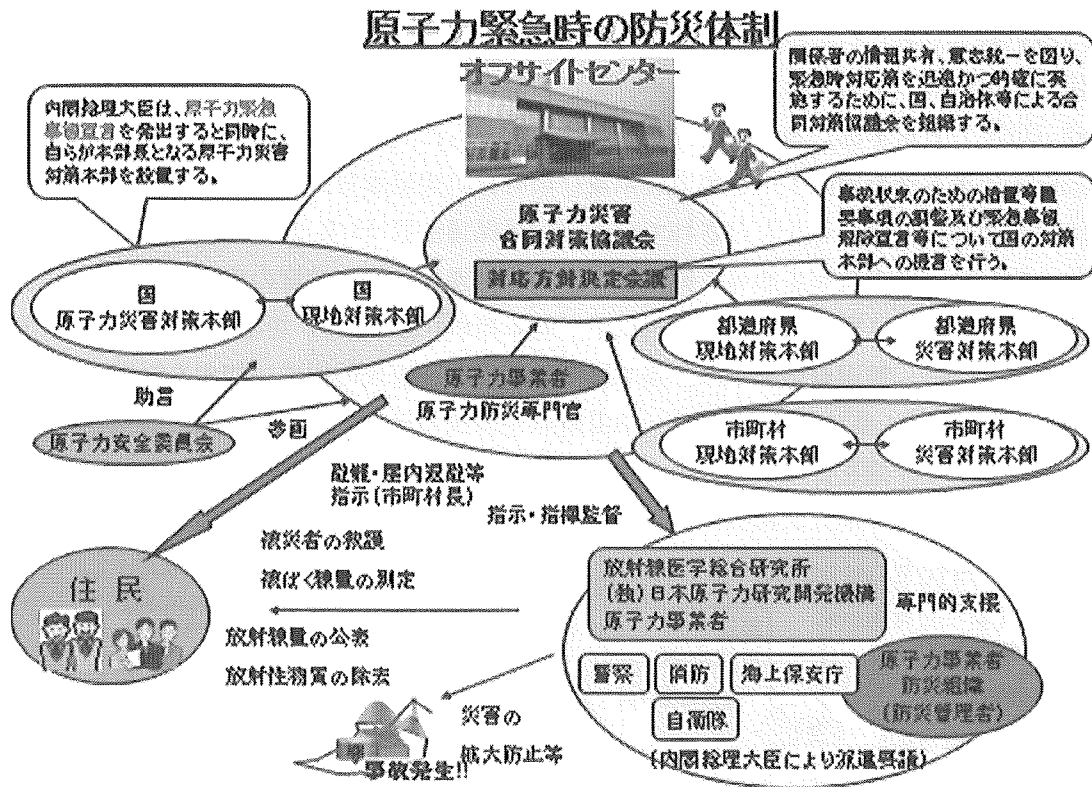 原子力緊急時の防災体制
オフサイトセンター
関係者の情報共有、意志統一を図り、
緊急時対応策を迅速かつ的確に実
施するために、国、自治体等による合
同対策協議会を組織する。
内閣総理大臣は、原子力緊急
事態宣言を発出すると同時に、
自らが本部長となる原子力災害
対策本部を設置する。
原子力災害
合同対策協議会
対応方針決定会議
事故収束のための措置等重
要事項の調整及び緊急事態
解除宣言等について国の対策
本部への提言を行う。
国
原子力災害対策本部
国
現地対策本部
都道府県
現地対策本部
都道府県
災害対策本部
原子力事業者
原子力防災専門官
助言
参画
原子力安全委員会
市町村
現地対策本部
市町村
災害対策本部
避難・屋内退避等
指示(市町村長)
指示・指揮監督
被災者の救護
被ばく線量の測定
住民
放射線量の公表
放射性物質の除去
放射線医学総合研究所
(独)日本原子力研究開発機構
原子力事業者
専門的支援
警察
消防
海上保安庁
自衛隊
原子力事業者
防災組織
(防災管理者)
災害の
拡大防止等
事故発生!!
(内閣総理大臣により派遣要請)